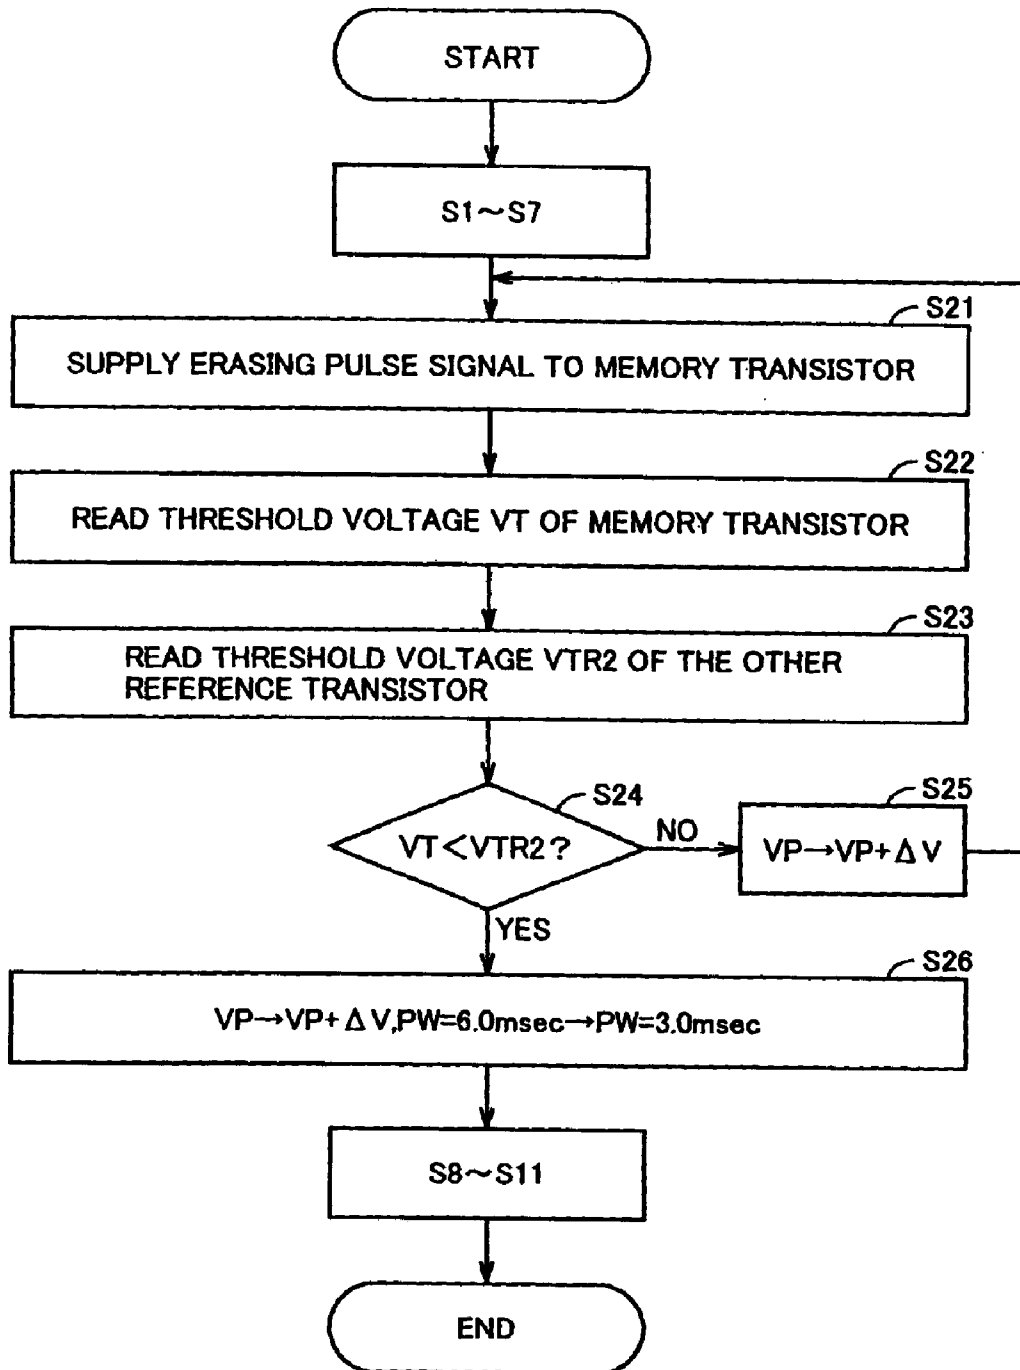 START
S1~S7
S21
SUPPLY ERASING PULSE SIGNAL TO MEMORY TRANSISTOR
S22
READ THRESHOLD VOLTAGE VT OF MEMORY TRANSISTOR
S23
READ THRESHOLD VOLTAGE VTR2 OF THE OTHER
REFERENCE TRANSISTOR
S24
VT<VTR2?
NO
S25
VP→VP+ΔV
YES
S26
VP→VP+ΔV,PW=6.0msec→PW=3.0msec
S8~S11
END